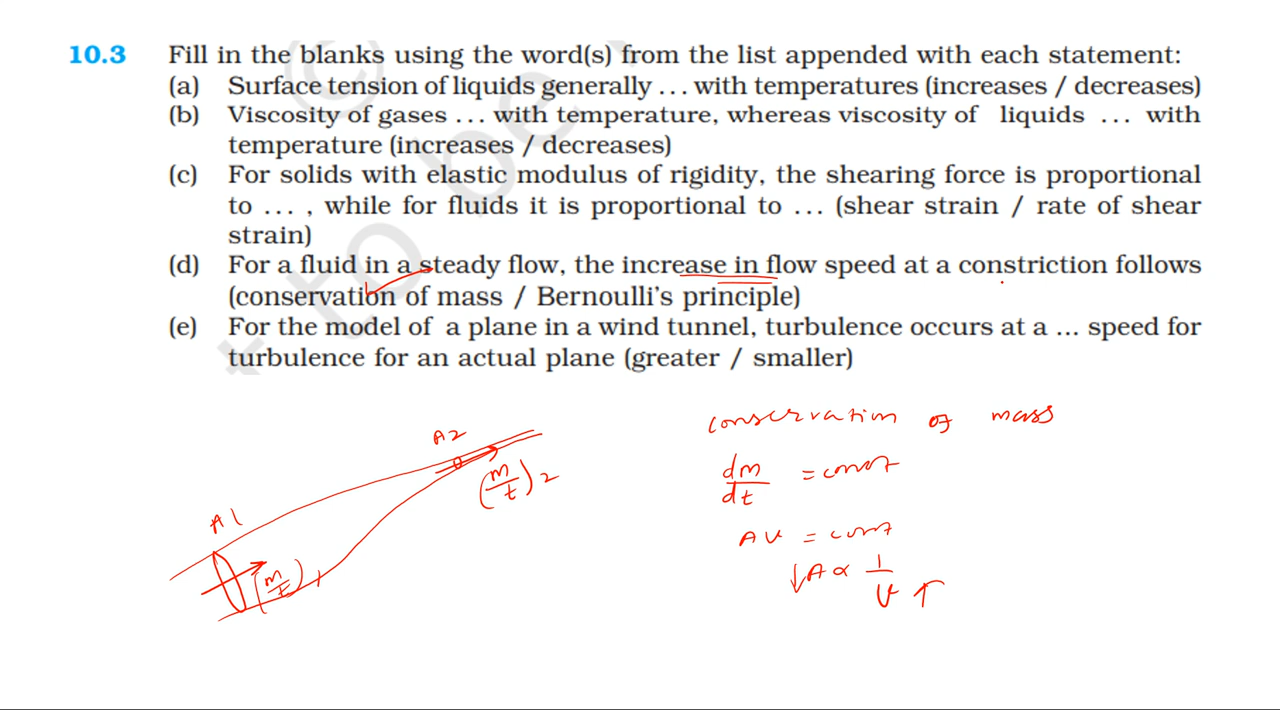 10.3 Fill in the blanks using the word(s) from the list appended with each statement:
(a) Surface tension of liquids generally ... with temperatures (increases / decreases)
(b) Viscosity of gases ... with temperature, whereas viscosity of liquids ... with
temperature (increases / decreases)
(c) For solids with elastic modulus of rigidity, the shearing force is proportional
to ... , while for fluids it is proportional to ... (shear strain / rate of shear
strain)
(d) For a fluid in a steady flow, the increase in flow speed at a constriction follows
(conservation of mass / Bernoulli's principle)
(e) For the model of a plane in a wind tunnel, turbulence occurs at a ... speed for
turbulence for an actual plane (greater / smaller)
conservation of mass
A2
(m/t)2
dm/dt = const
A1
AV = const
(m/t)1
↓A ∝ 1/V ↑